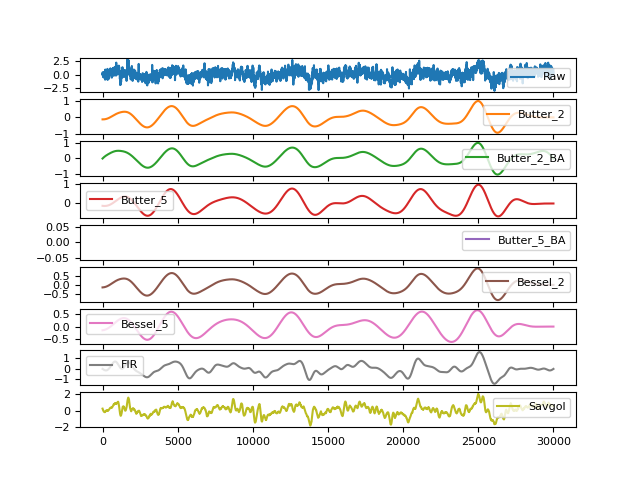 2.5
0.0
−2.5
Raw
1
0
−1
Butter_2
1
0
−1
Butter_2_BA
1
0
Butter_5
0.05
0.00
−0.05
Butter_5_BA
0.5
0.0
−0.5
Bessel_2
0.5
0.0
−0.5
Bessel_5
1
0
−1
FIR
2
0
−2
Savgol
0 5000 10000 15000 20000 25000 30000